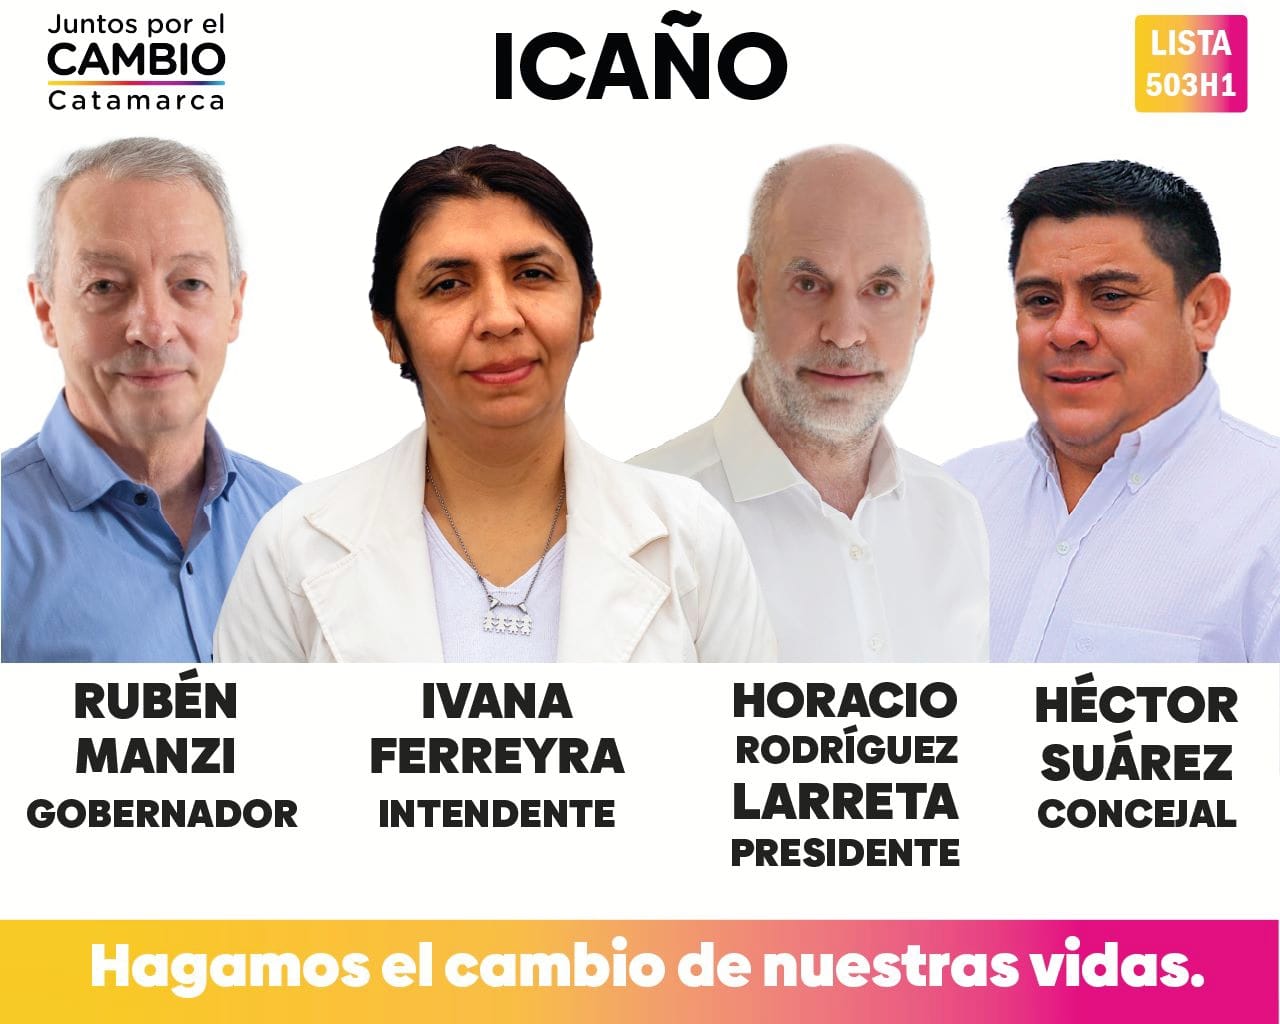 Juntos por el
CAMBIO
Catamarca
ICAÑO
LISTA
503H1
RUBÉN
MANZI
GOBERNADOR
IVANA
FERREYRA
INTENDENTE
HORACIO
RODRÍGUEZ
LARRETA
PRESIDENTE
HÉCTOR
SUÁREZ
CONCEJAL
Hagamos el cambio de nuestras vidas.